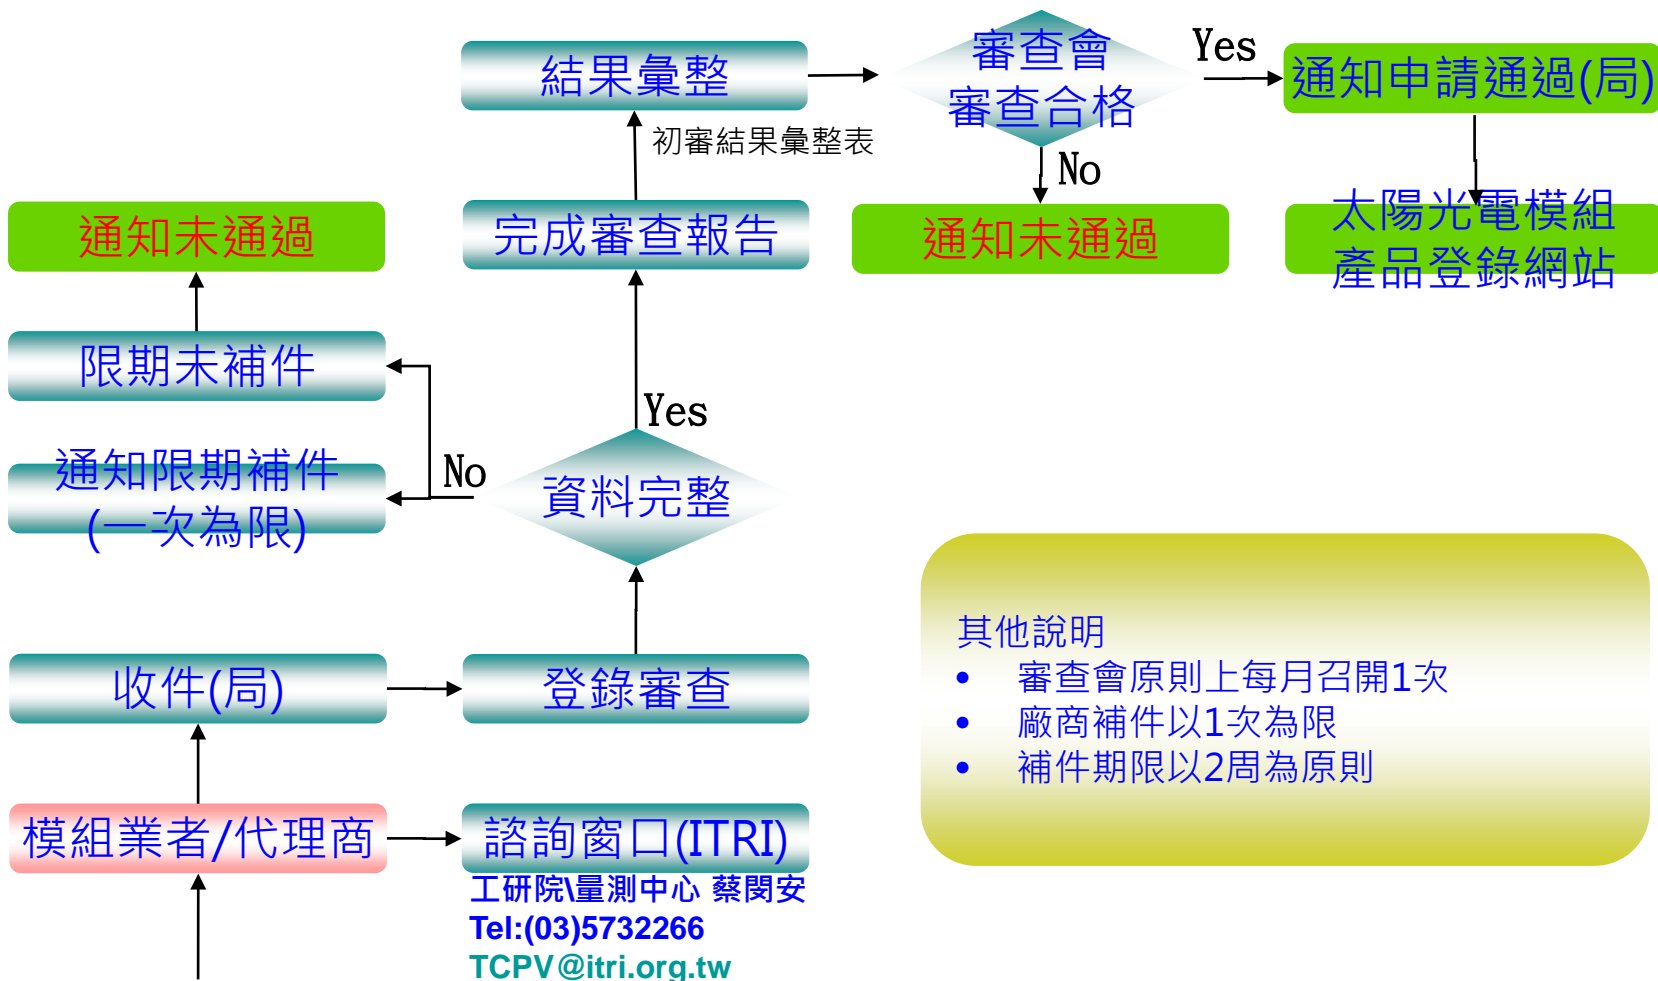 結果彙整
審查會
審查合格
Yes
通知申請通過(局)
初審結果彙整表
No
通知未通過
完成審查報告
通知未通過
太陽光電模組
產品登錄網站
限期未補件
Yes
通知限期補件
(一次為限)
No
資料完整
收件(局)
登錄審查
其他說明
• 審查會原則上每月召開1次
• 廠商補件以1次為限
• 補件期限以2周為原則
模組業者/代理商
諮詢窗口(ITRI)
工研院\量測中心 蔡閔安
Tel:(03)5732266
TCPV@itri.org.tw